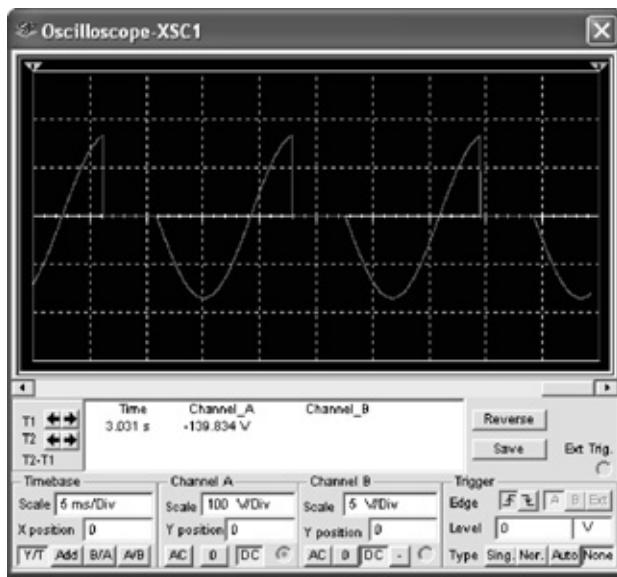 Oscilloscope-XSC1
Time Channel_A Channel_B
T1 3.031 s -139.834 V
T2
T2-T1
Reverse
Save Ext Trig.
Timebase Channel A Channel B Trigger
Scale 5 ms/Div Scale 100 V/Div Scale 5 V/Div Edge A B Ext
X position 0 Y position 0 Y position 0 Level 0 V
Y/T Add B/A A/B AC 0 DC AC 0 DC - Type Sing. Nor. Auto None